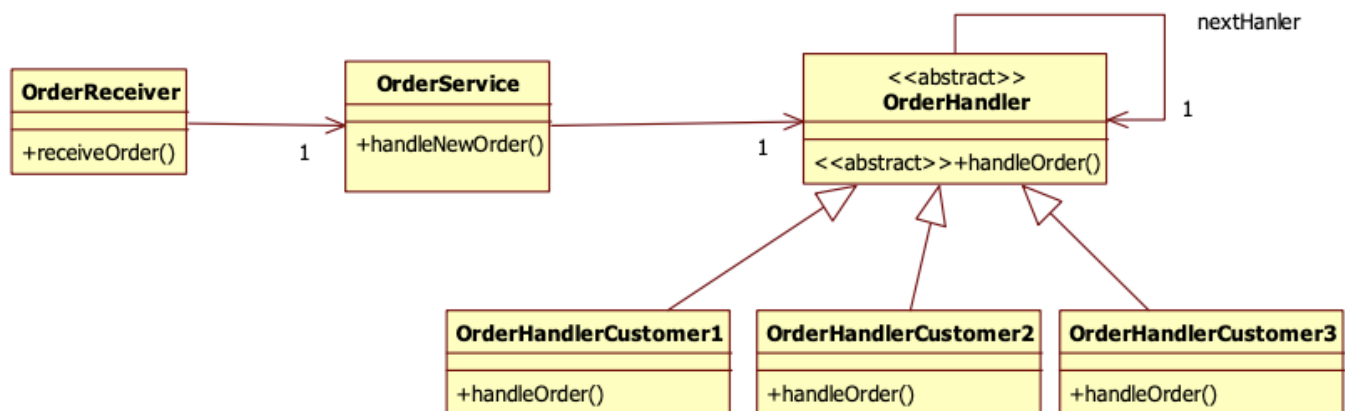 nextHanler
<<abstract>>
OrderHandler
1
<<abstract>>+handleOrder()
OrderReceiver
+receiveOrder()
1
OrderService
+handleNewOrder()
1
OrderHandlerCustomer1
+handleOrder()
OrderHandlerCustomer2
+handleOrder()
OrderHandlerCustomer3
+handleOrder()